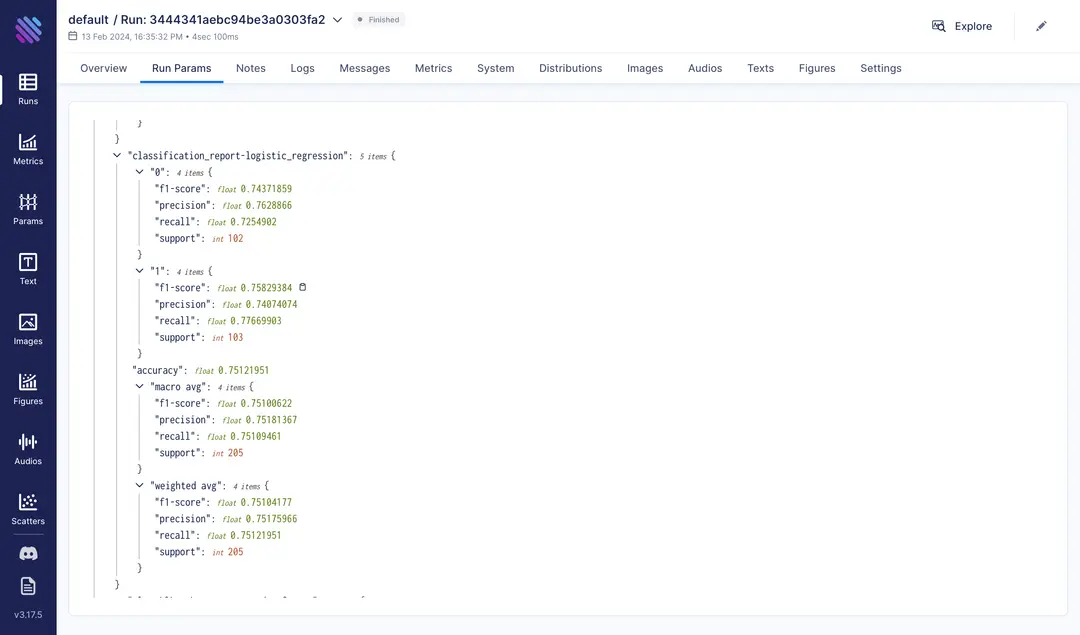 default / Run: 3444341aebc94be3a0303fa2
Finished
13 Feb 2024, 16:35:32 PM • 4sec 100ms
Explore
Overview
Run Params
Notes
Logs
Messages
Metrics
System
Distributions
Images
Audios
Texts
Figures
Settings
Runs
Metrics
Params
Text
Images
Figures
Audios
Scatters
v3.17.5
}
}
"classification_report-logistic_regression": 5 items {
"0": 4 items {
"f1-score": float 0.74371859
"precision": float 0.7628866
"recall": float 0.7254902
"support": int 102
}
"1": 4 items {
"f1-score": float 0.75829384
"precision": float 0.74074074
"recall": float 0.77669903
"support": int 103
}
"accuracy": float 0.75121951
"macro avg": 4 items {
"f1-score": float 0.75100622
"precision": float 0.75181367
"recall": float 0.75109461
"support": int 205
}
"weighted avg": 4 items {
"f1-score": float 0.75104177
"precision": float 0.75175966
"recall": float 0.75121951
"support": int 205
}
}